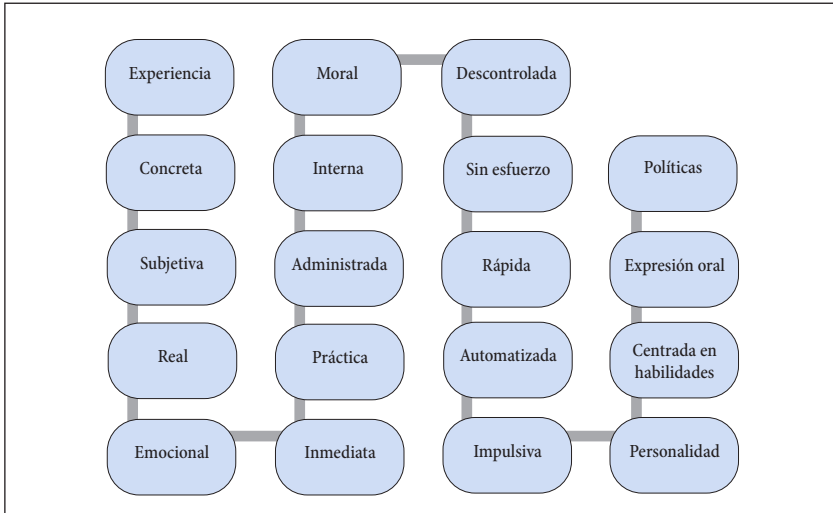 Experiencia
Concreta
Subjetiva
Real
Emocional
Inmediata
Práctica
Administrada
Interna
Moral
Descontrolada
Sin esfuerzo
Rápida
Automatizada
Impulsiva
Personalidad
Centrada en
habilidades
Expresión oral
Políticas